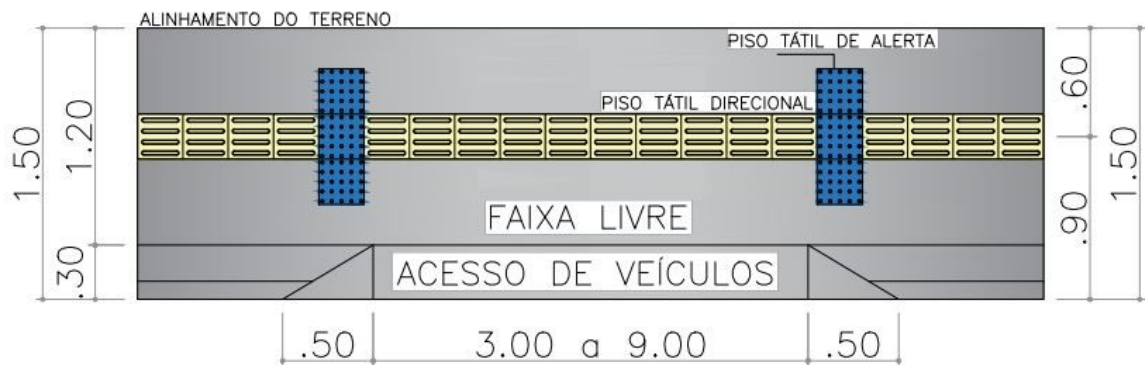 ALINHAMENTO DO TERRENO
PISO TÁTIL DE ALERTA
PISO TÁTIL DIRECIONAL
1.50
1.20
.30
.60
.90
1.50
FAIXA LIVRE
ACESSO DE VEÍCULOS
.50
3.00 a 9.00
.50